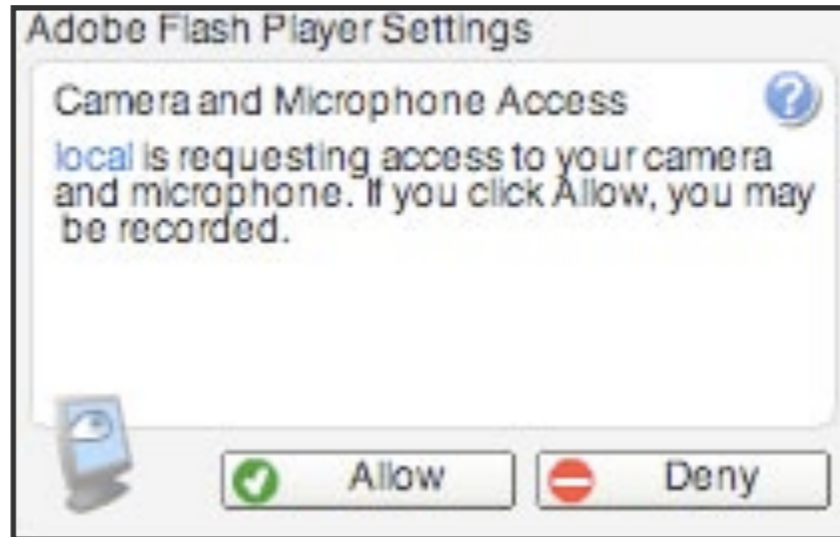 Adobe Flash Player Settings
Camera and Microphone Access
?
local is requesting access to your camera
and microphone. If you click Allow, you may
be recorded.
Allow
Deny